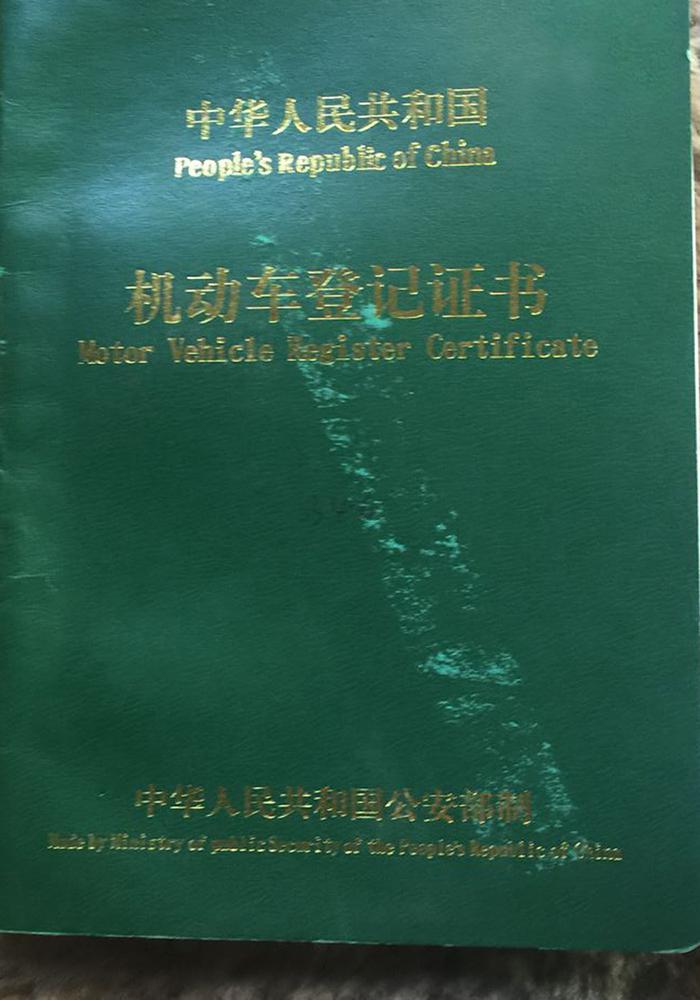 中华人民共和国
People's Republic of China
机动车登记证书
Motor Vehicle Register Certificate
中华人民共和国公安部制
Made by Ministry of public Security of the People's Republic of China